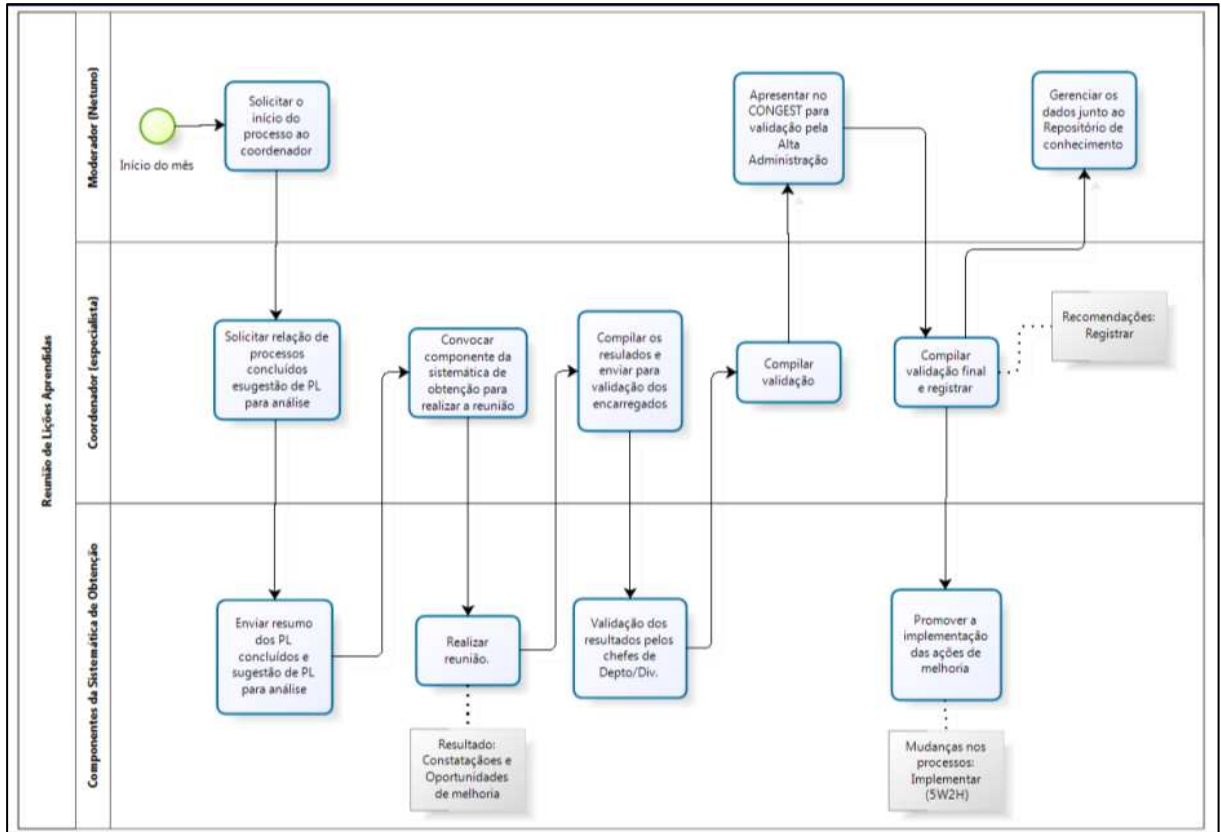 Reunião de Lições Aprendidas
Moderador (Netuno)
Início do mês
Solicitar o
início do
processo ao
coordenador
Apresentar no
CONGEST para
validação pela
Alta
Administração
Gerenciar os
dados junto ao
Repositório de
conhecimento
Coordenador (especialista)
Solicitar relação de
processos
concluídos
esugestão de PL
para análise
Convocar
componente da
sistemática de
obtenção para
realizar a reunião
Compilar os
resulados e
enviar para
validação dos
encarregados
Compilar
validação
Compilar
validação final
e registrar
Recomendações:
Registrar
Componentes da Sistemática de Obtenção
Enviar resumo
dos PL
concluídos e
sugestão de PL
para análise
Realizar
reunião.
Resultado:
Constatações e
Oportunidades
de melhoria
Validação dos
resultados pelos
chefes de
Depto/Div.
Promover a
implementação
das ações de
melhoria
Mudanças nos
processos:
Implementar
(5W2H)